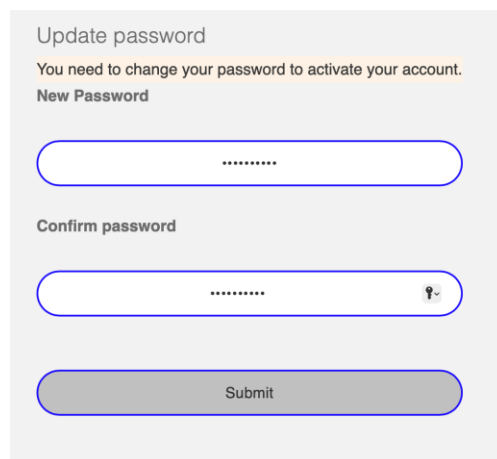 Update password
You need to change your password to activate your account.
New Password
••••••••••
Confirm password
••••••••••
Submit